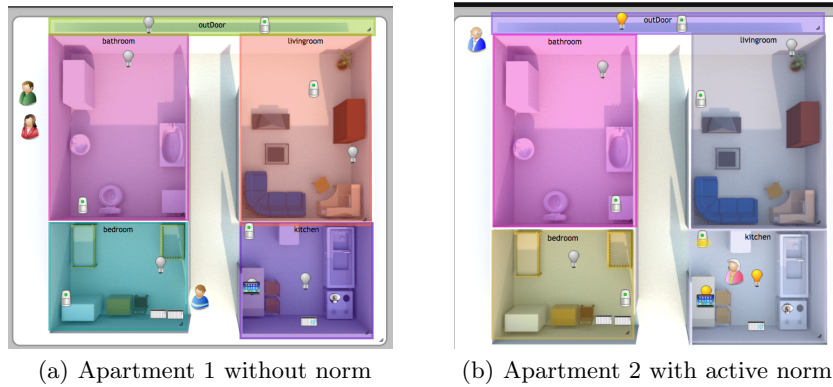 outDoor
bathroom
livingroom
bedroom
kitchen
(a) Apartment 1 without norm
outDoor
bathroom
livingroom
bedroom
kitchen
(b) Apartment 2 with active norm